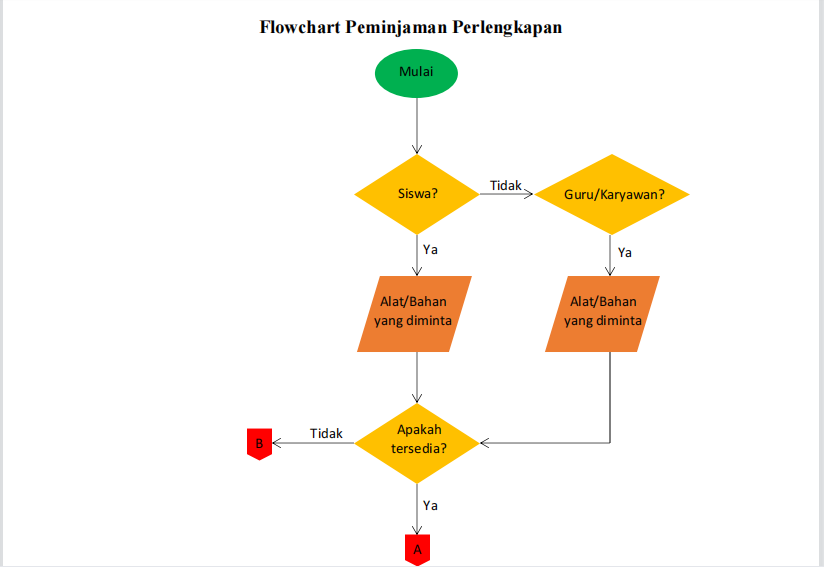 Flowchart Peminjaman Perlengkapan
Mulai
Siswa?
Tidak
Guru/Karyawan?
Ya
Ya
Alat/Bahan
yang diminta
Alat/Bahan
yang diminta
Apakah
tersedia?
Tidak
B
Ya
A